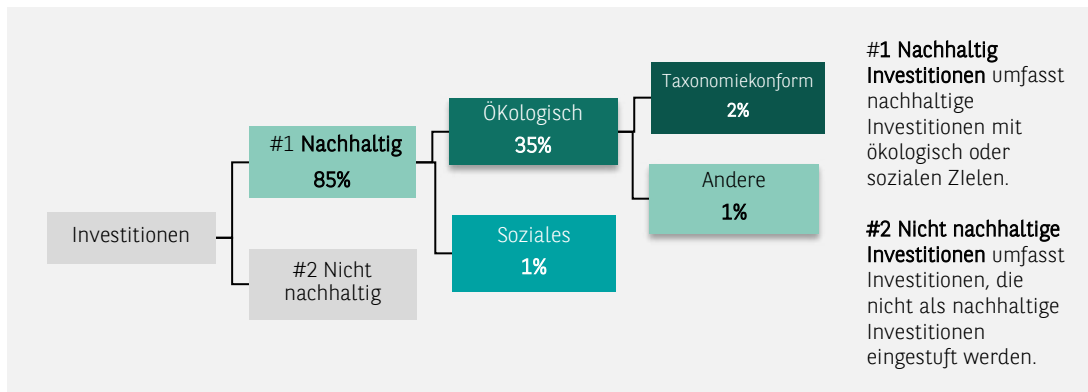 Investitionen
#1 Nachhaltig
85%
#2 Nicht
nachhaltig
ÖKologisch
35%
Soziales
1%
Taxonomiekonform
2%
Andere
1%
#1 Nachhaltig
Investitionen umfasst
nachhaltige
Investitionen mit
ökologisch oder
sozialen ZIelen.
#2 Nicht nachhaltige
Investitionen umfasst
Investitionen, die
nicht als nachhaltige
Investitionen
eingestuft werden.